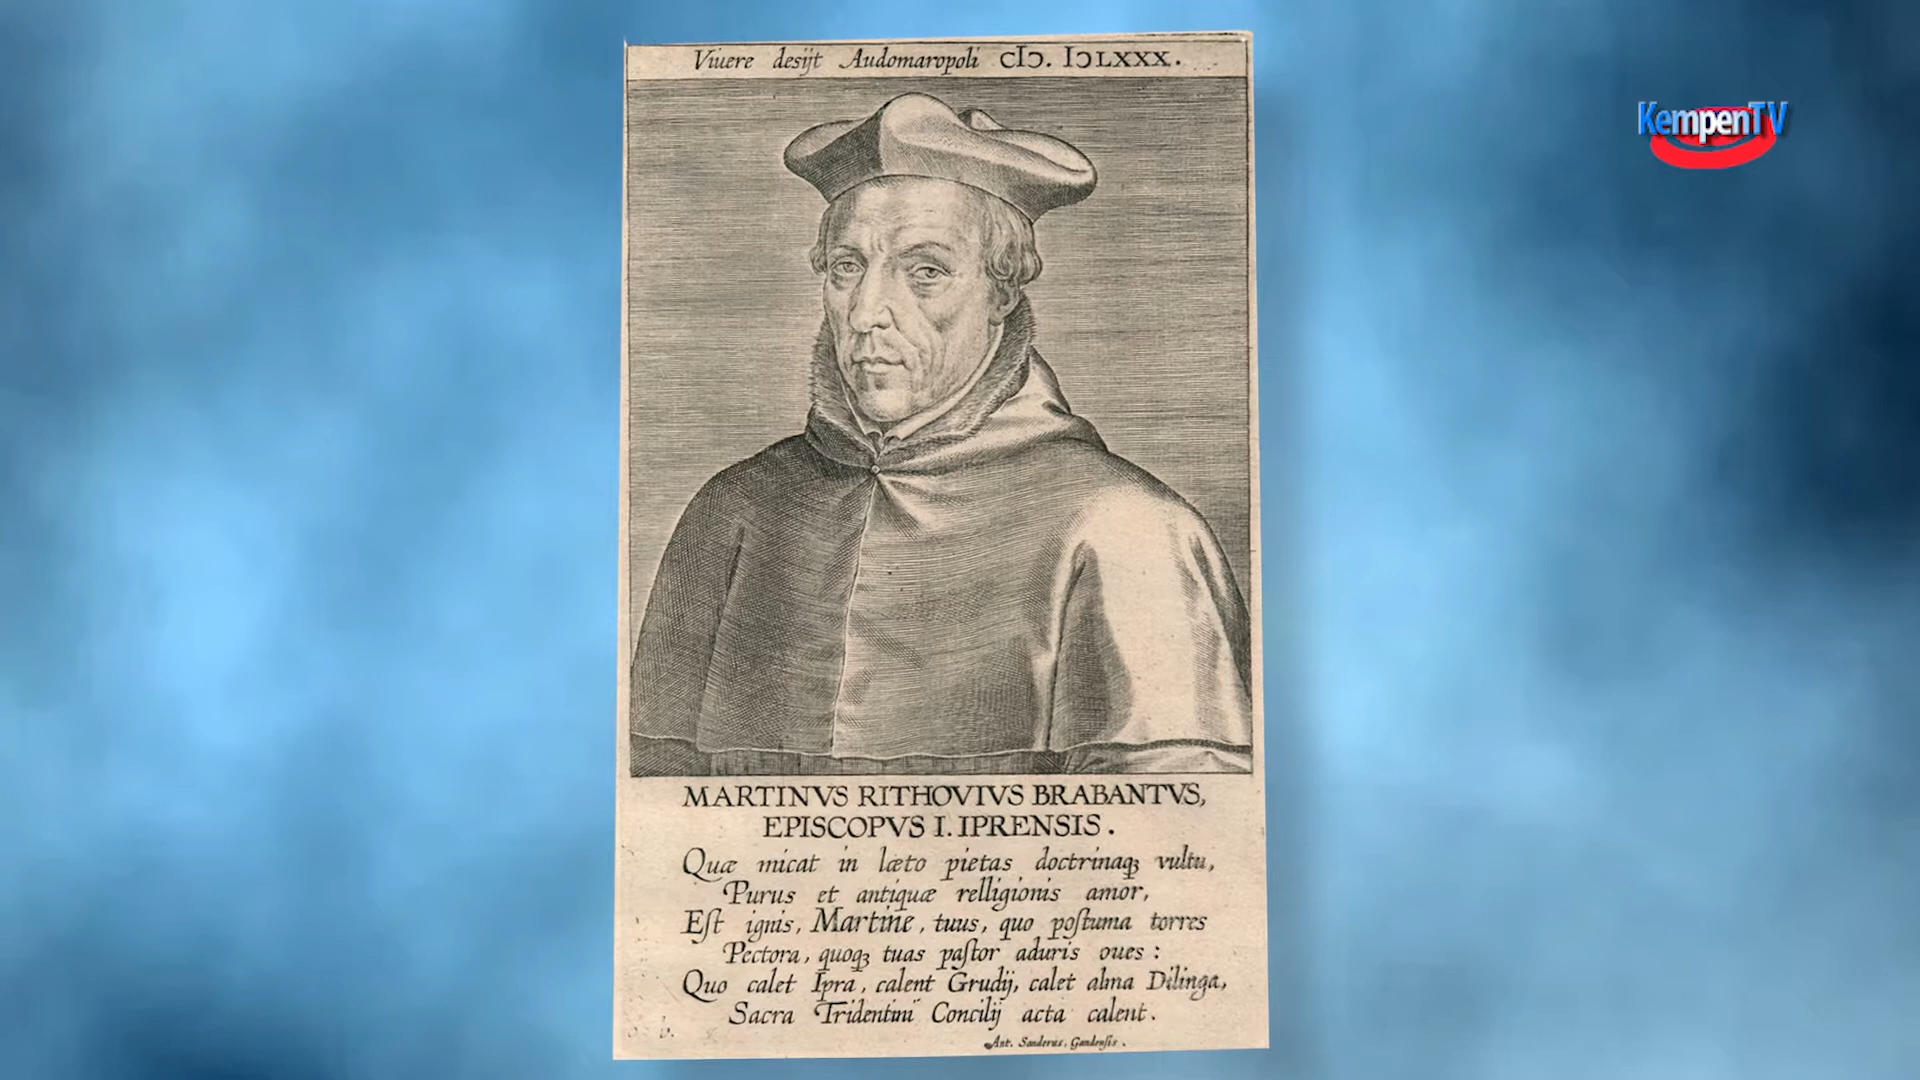 Viuere desijt Audomaropoli CIↃ. IↃLXXX.
KempenTV
MARTINVS RITHOVIVS BRABANTVS,
EPISCOPVS I. IPRENSIS.
Quæ micat in læto pietas doctrinaqꝫ vultu,
Purus et antiquæ relligionis amor,
Eſt ignis, Martine, tuus, quo poſtuma torres
Pectora, quoqꝫ tuas paſtor aduris oues:
Quo calet Ipra, calent Grudij, calet alma Dilinga,
Sacra Tridentini Concilij acta calent.
Ant. Sanderus, Gandenſis.